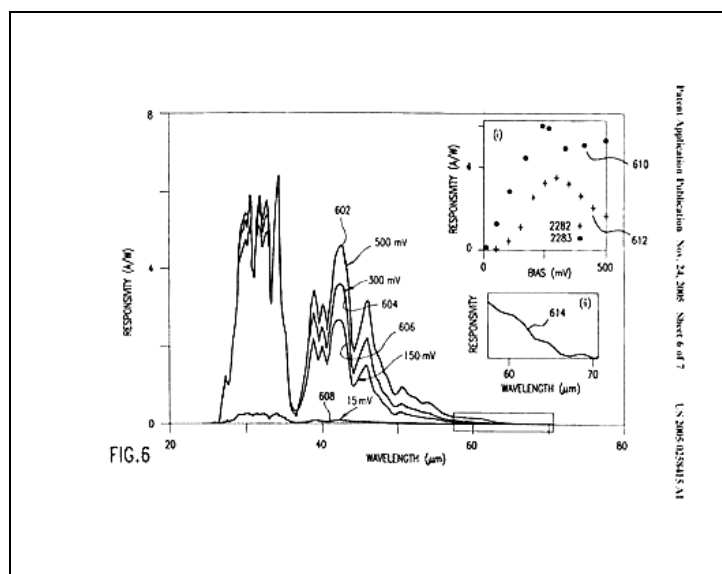 8
4
0
RESPONSIVITY (A/W)
602
500 mV
300 mV
604
606
150 mV
608
15 mV
20
40
60
80
WAVELENGTH (μm)
FIG.6
(i)
RESPONSIVITY (A/W)
4
0
610
612
2282 +
2283 ●
0
500
BIAS (mV)
(ii)
RESPONSIVITY
614
60
70
WAVELENGTH (μm)
Patent Application Publication Nov. 24, 2005 Sheet 6 of 7 US 2005/0258415 A1